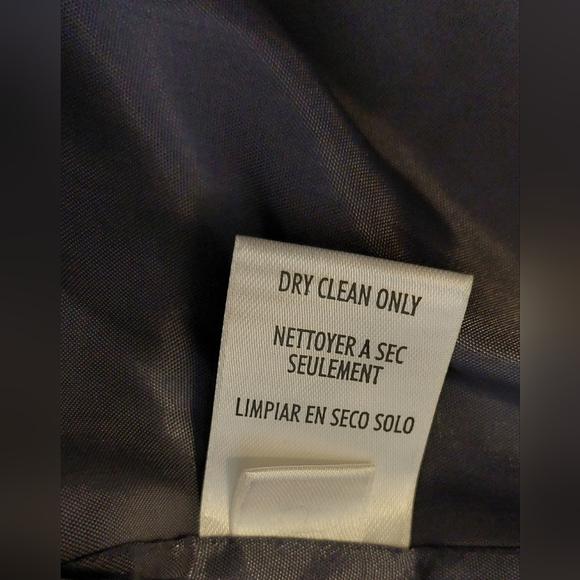 DRY CLEAN ONLY
NETTOYER A SEC
SEULEMENT
LIMPIAR EN SECO SOLO